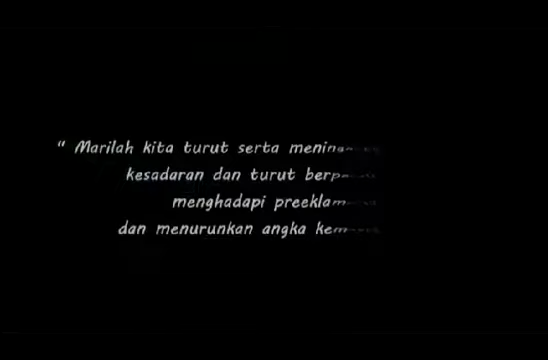 “ Marilah kita turut serta
kesadaran dan turut
menghadapi
dan menurunkan angka